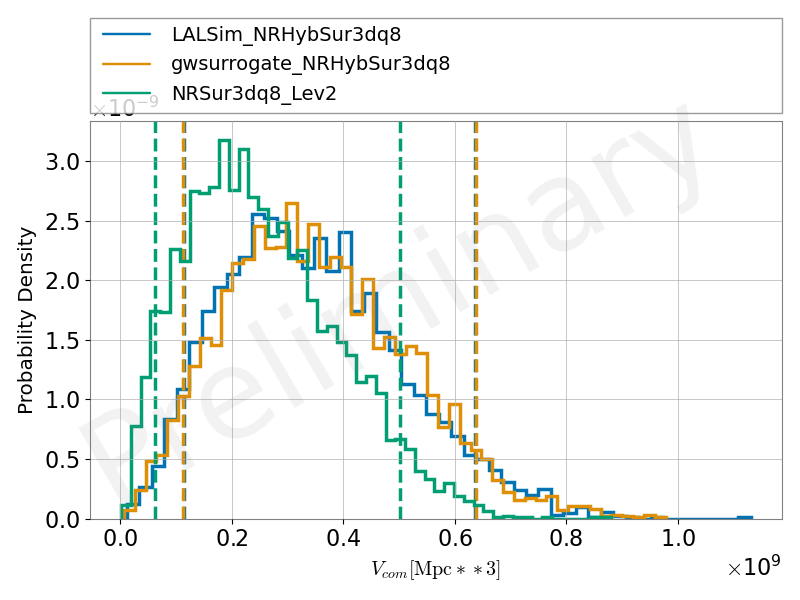 LALSim_NRHybSur3dq8
gwsurrogate_NRHybSur3dq8
NRSur3dq8_Lev2
×10⁻⁹
3.0
2.5
2.0
1.5
1.0
0.5
0.0
Probability Density
Preliminary
0.0 0.2 0.4 0.6 0.8 1.0
×10⁹
V_com[Mpc ∗ ∗ 3]